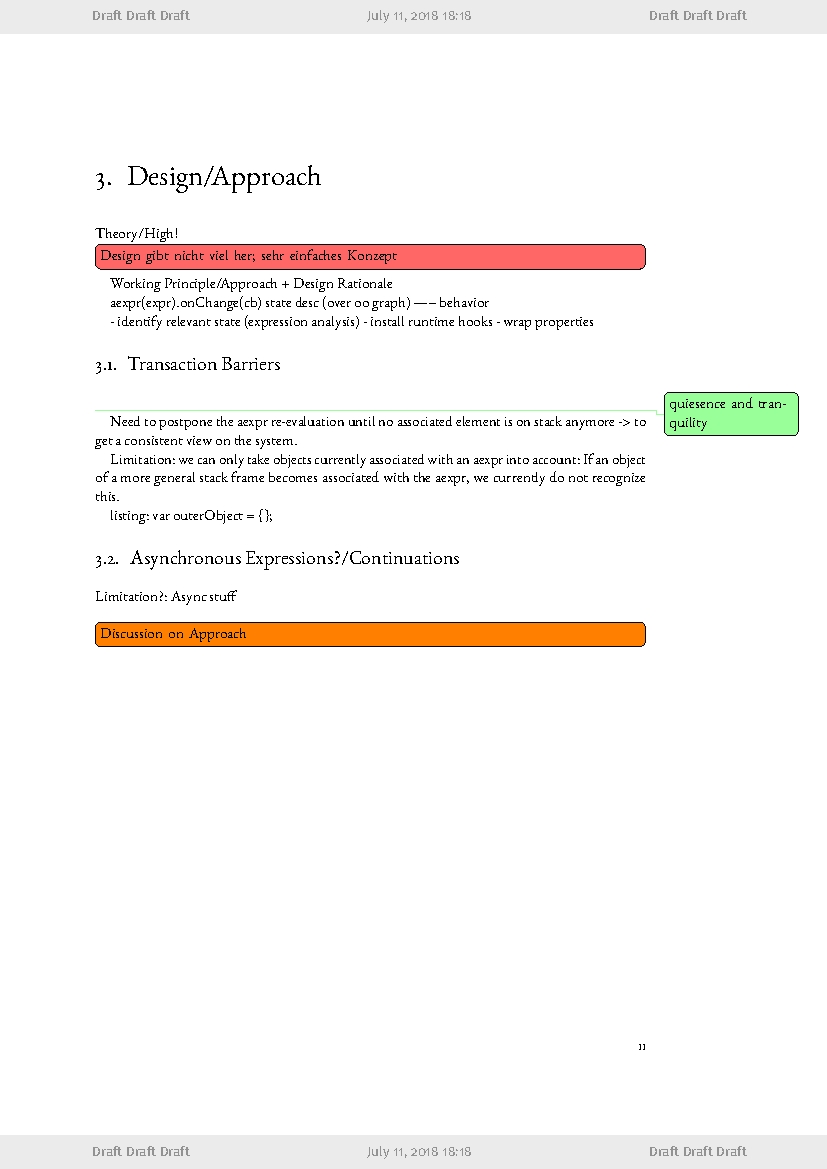 Draft Draft Draft July 11, 2018 18:18 Draft Draft Draft
3. Design/Approach
Theory/High!
Design gibt nicht viel her; sehr einfaches Konzept
Working Principle/Approach + Design Rationale
aexpr(expr).onChange(cb) state desc (over oo graph) —– behavior
- identify relevant state (expression analysis) - install runtime hooks - wrap properties
3.1. Transaction Barriers
quiesence and tran-
quility
Need to postpone the aexpr re-evaluation until no associated element is on stack anymore -> to
get a consistent view on the system.
Limitation: we can only take objects currently associated with an aexpr into account: If an object
of a more general stack frame becomes associated with the aexpr, we currently do not recognize
this.
listing: var outerObject = {};
3.2. Asynchronous Expressions?/Continuations
Limitation?: Async stuff
Discussion on Approach
11
Draft Draft Draft July 11, 2018 18:18 Draft Draft Draft